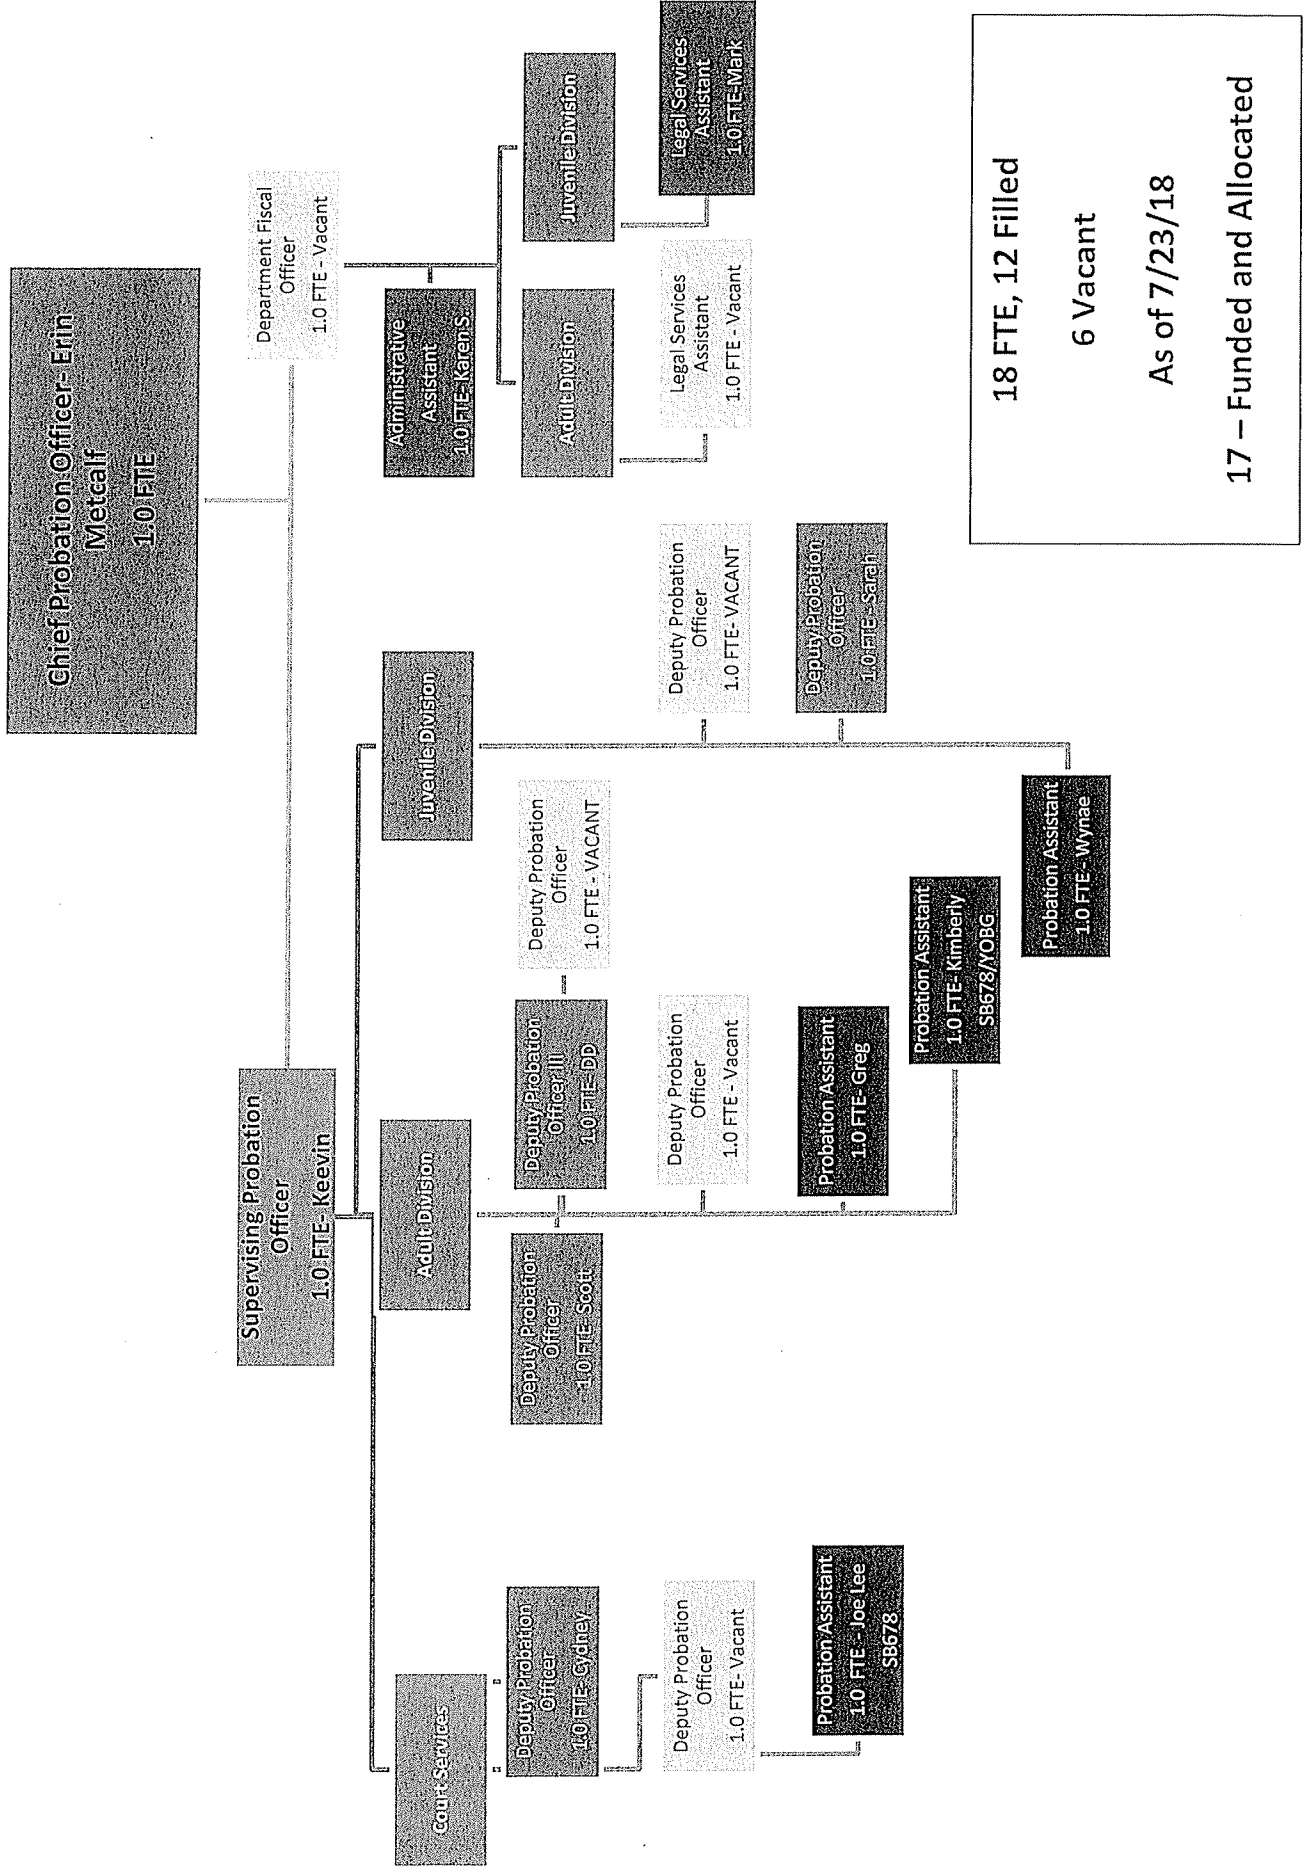 Chief Probation Officer- Erin
Metcalf
1.0 FTE
Supervising Probation
Officer
1.0 FTE- Keevin
Department Fiscal
Officer
1.0 FTE - Vacant
Court Services
Deputy Probation
Officer
1.0 FTE- Cydney
Deputy Probation
Officer
1.0 FTE- Vacant
Probation Assistant
1.0 FTE - Joe Lee
SB678
Adult Division
Deputy Probation
Officer
1.0 FTE- Scott
Deputy Probation
Officer III
1.0 FTE- DD
Deputy Probation
Officer
1.0 FTE - VACANT
Deputy Probation
Officer
1.0 FTE - Vacant
Probation Assistant
1.0 FTE- Greg
Probation Assistant
1.0 FTE- Kimberly
SB678/YOBG
Juvenile Division
Deputy Probation
Officer
1.0 FTE- VACANT
Deputy Probation
Officer
1.0 FTE - Sarah
Probation Assistant
1.0 FTE- Wynae
Administrative
Assistant
1.0 FTE-Karen S.
Adult Division
Legal Services
Assistant
1.0 FTE - Vacant
Juvenile Division
Legal Services
Assistant
1.0 FTE-Mark
18 FTE, 12 Filled
6 Vacant
As of 7/23/18
17 – Funded and Allocated